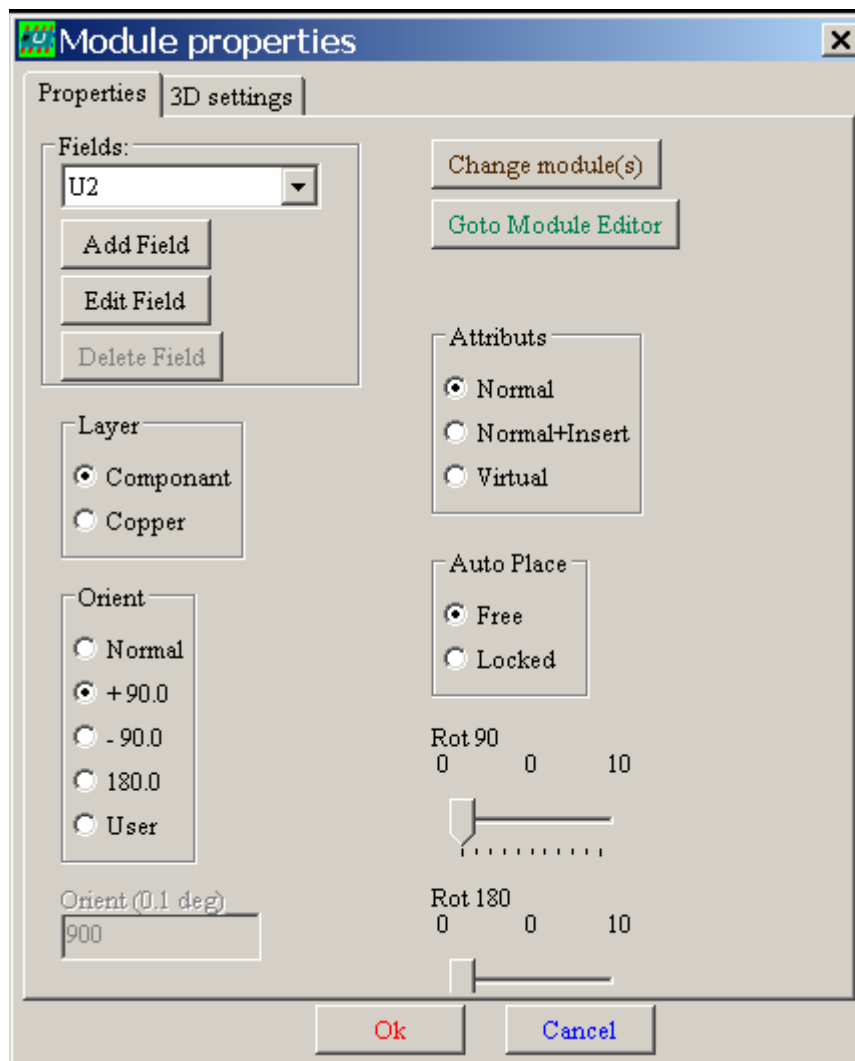 Module properties
Properties
3D settings
Fields:
U2
Add Field
Edit Field
Delete Field
Layer
Componant
Copper
Orient
Normal
+90.0
- 90.0
180.0
User
Orient (0.1 deg)
900
Change module(s)
Goto Module Editor
Attributs
Normal
Normal+Insert
Virtual
Auto Place
Free
Locked
Rot 90
0 0 10
Rot 180
0 0 10
Ok
Cancel